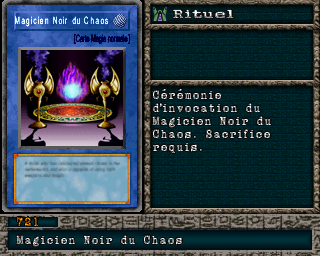 Magicien Noir du Chaos
[Carte Magie normale]
Rituel
Cérémonie
d'invocation du
Magicien Noir du
Chaos. Sacrifice
requis.
721
Magicien Noir du Chaos